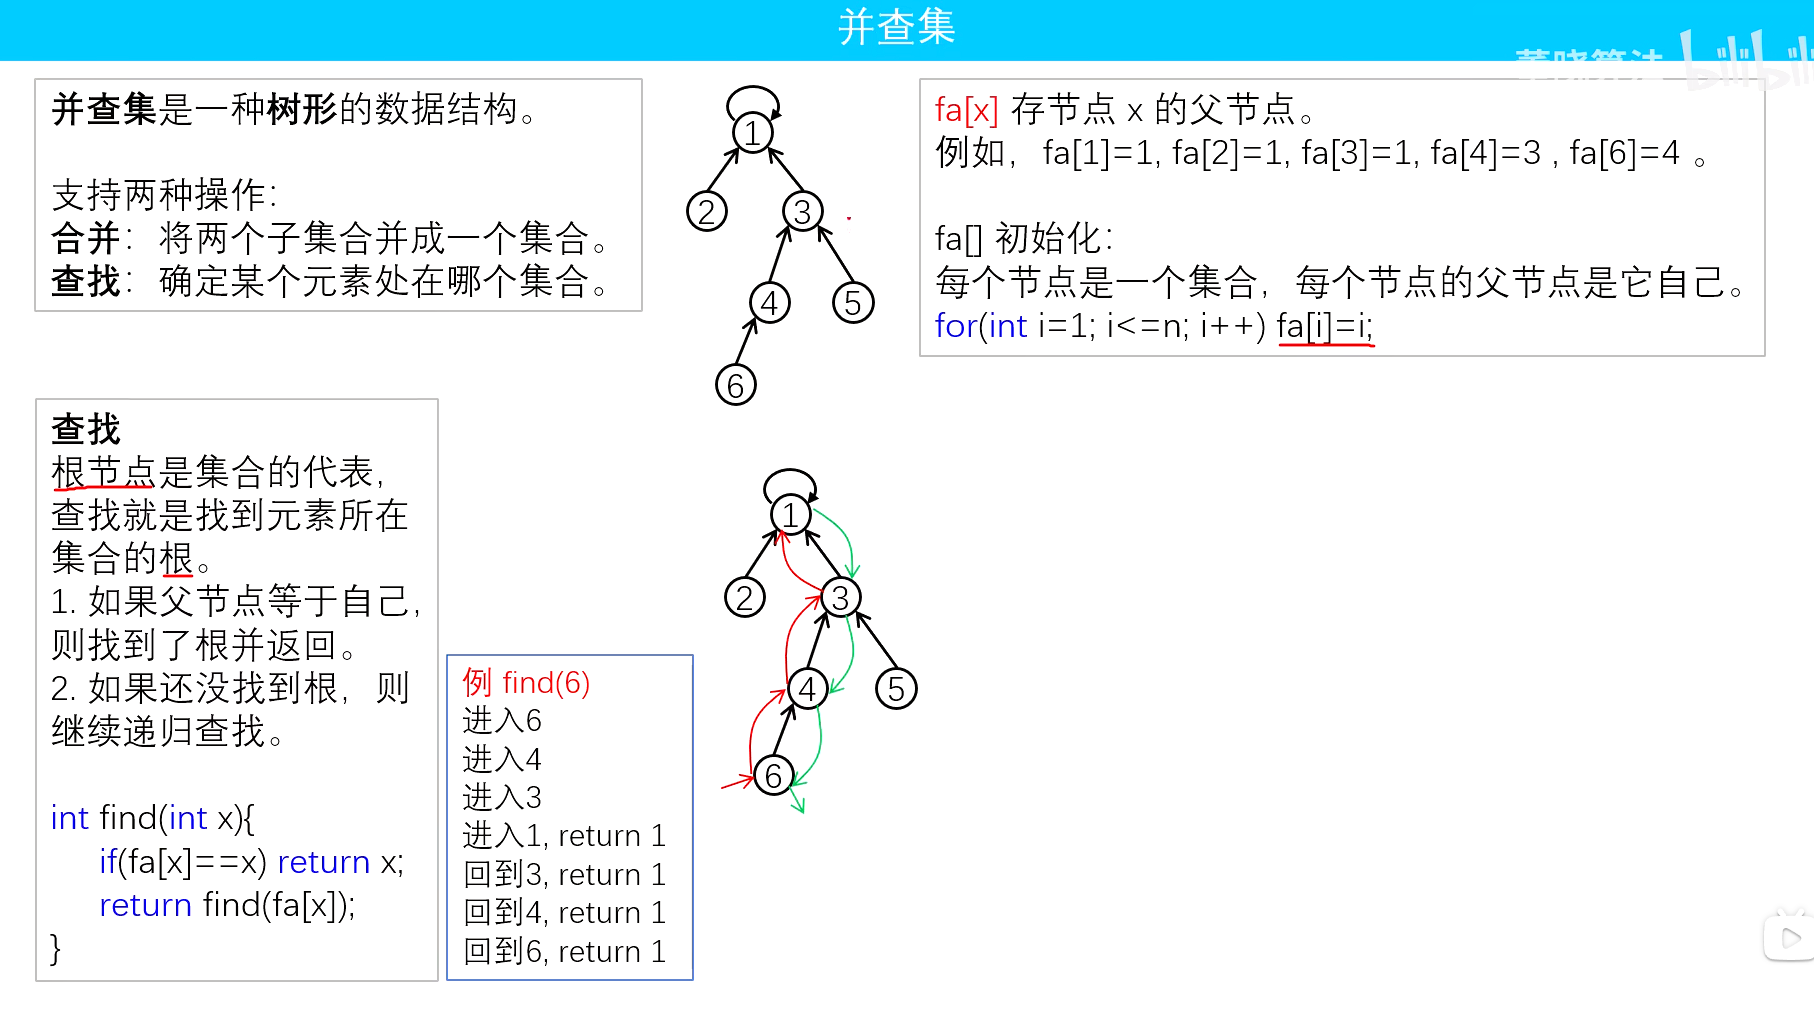 并查集
董晓算法 bilibili
并查集是一种树形的数据结构。
支持两种操作：
合并：将两个子集合并成一个集合。
查找：确定某个元素处在哪个集合。
1
2
3
4
5
6
fa[x] 存节点 x 的父节点。
例如，fa[1]=1, fa[2]=1, fa[3]=1, fa[4]=3 , fa[6]=4 。
fa[] 初始化：
每个节点是一个集合，每个节点的父节点是它自己。
for(int i=1; i<=n; i++) fa[i]=i;
查找
根节点是集合的代表，
查找就是找到元素所在
集合的根。
1. 如果父节点等于自己，
则找到了根并返回。
2. 如果还没找到根，则
继续递归查找。
int find(int x){
if(fa[x]==x) return x;
return find(fa[x]);
}
例 find(6)
进入6
进入4
进入3
进入1, return 1
回到3, return 1
回到4, return 1
回到6, return 1
1
2
3
4
5
6